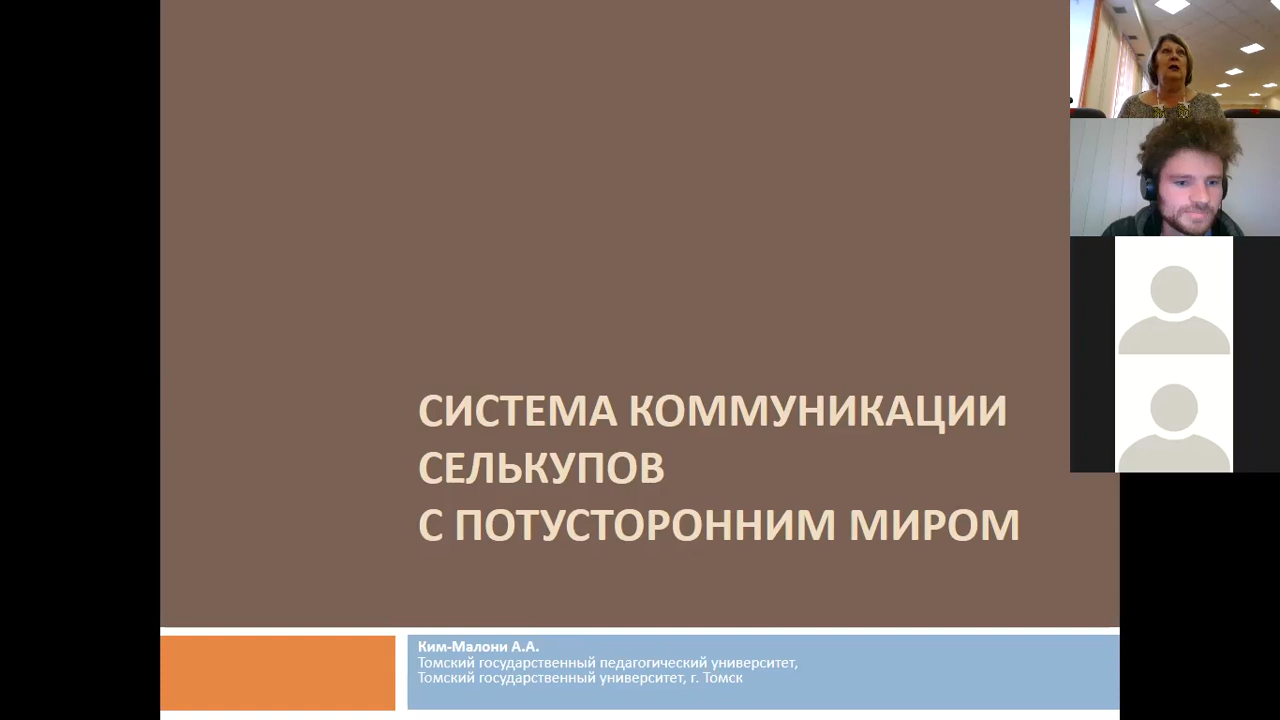 СИСТЕМА КОММУНИКАЦИИ
СЕЛЬКУПОВ
С ПОТУСТОРОННИМ МИРОМ
Ким-Малони А.А.
Томский государственный педагогический университет,
Томский государственный университет, г. Томск